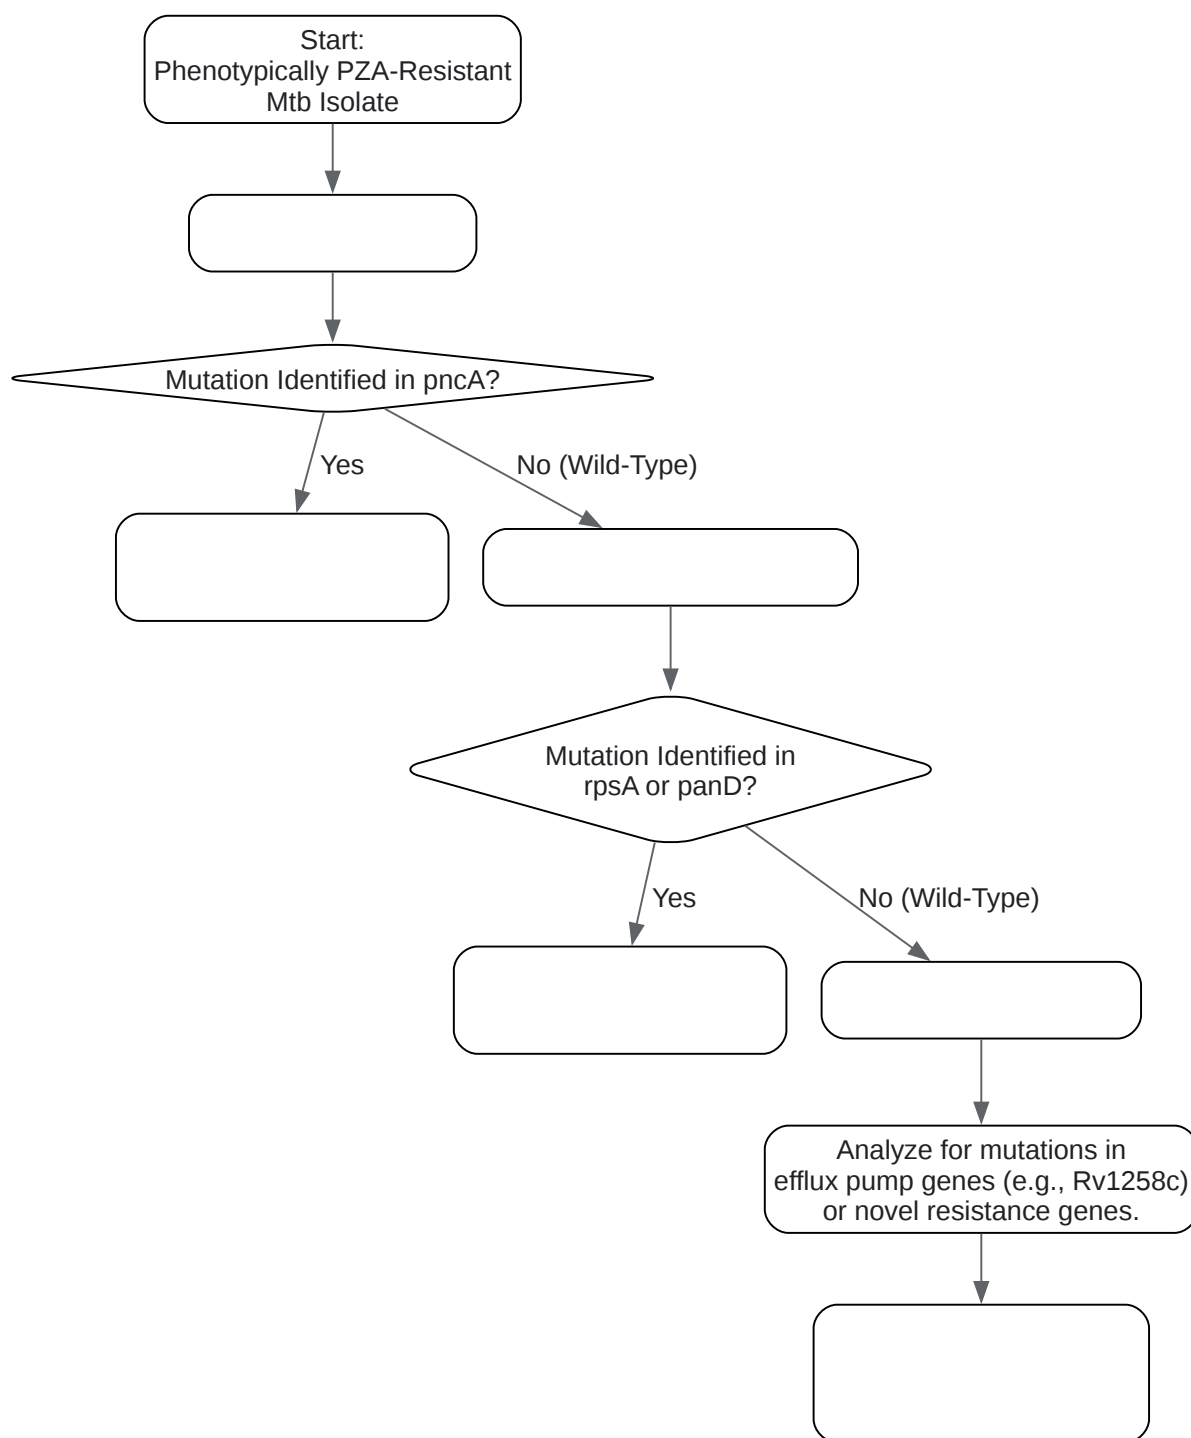 Start:
Phenotypically PZA-Resistant
Mtb Isolate
Mutation Identified in pncA?
Yes
No (Wild-Type)
Mutation Identified in
rpsA or panD?
Yes
No (Wild-Type)
Analyze for mutations in
efflux pump genes (e.g., Rv1258c)
or novel resistance genes.